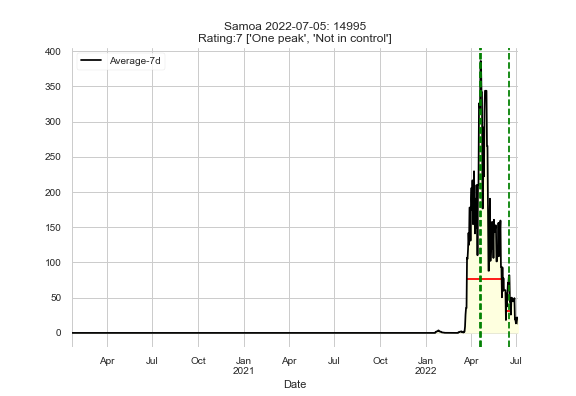 Samoa 2022-07-05: 14995
Rating:7 ['One peak', 'Not in control']
Average-7d
400
350
300
250
200
150
100
50
0
Apr Jul Oct Jan Apr Jul Oct Jan Apr Jul
2021 2022
Date